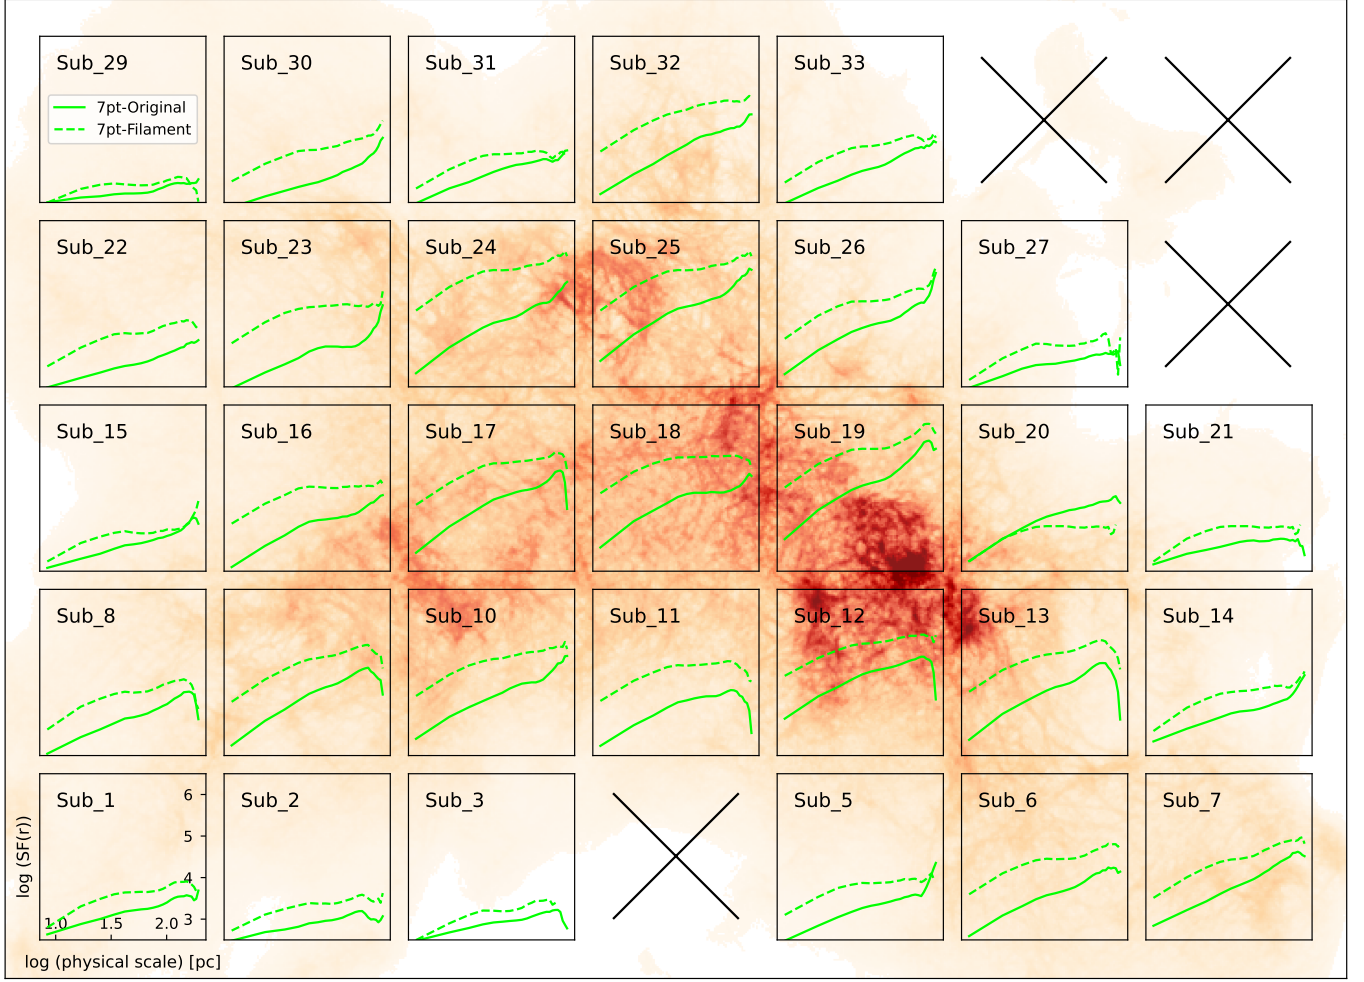 Sub_29
Sub_30
Sub_31
Sub_32
Sub_33
7pt-Original
7pt-Filament
Sub_22
Sub_23
Sub_24
Sub_25
Sub_26
Sub_27
Sub_15
Sub_16
Sub_17
Sub_18
Sub_19
Sub_20
Sub_21
Sub_8
Sub_10
Sub_11
Sub_12
Sub_13
Sub_14
Sub_1
Sub_2
Sub_3
Sub_5
Sub_6
Sub_7
6
5
4
3
1.0
1.5
2.0
log (SF(r))
log (physical scale) [pc]